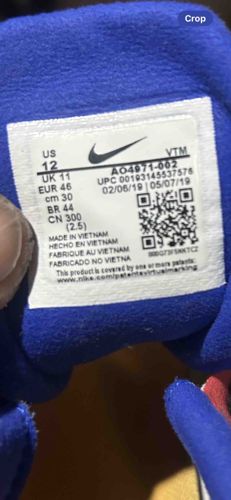 Crop
US
12
UK 11
EUR 46
cm 30
BR 44
CN 300
(2.5)
VTM
AO4971-002
UPC 00193145537576
02/06/19 | 05/07/19
MADE IN VIETNAM
HECHO EN VIETNAM
FABRIQUE AU VIETNAM
FABRICADO NO VIETNA
This product is covered by one or more patents:
www.nike.com/patentsvirtualmarking